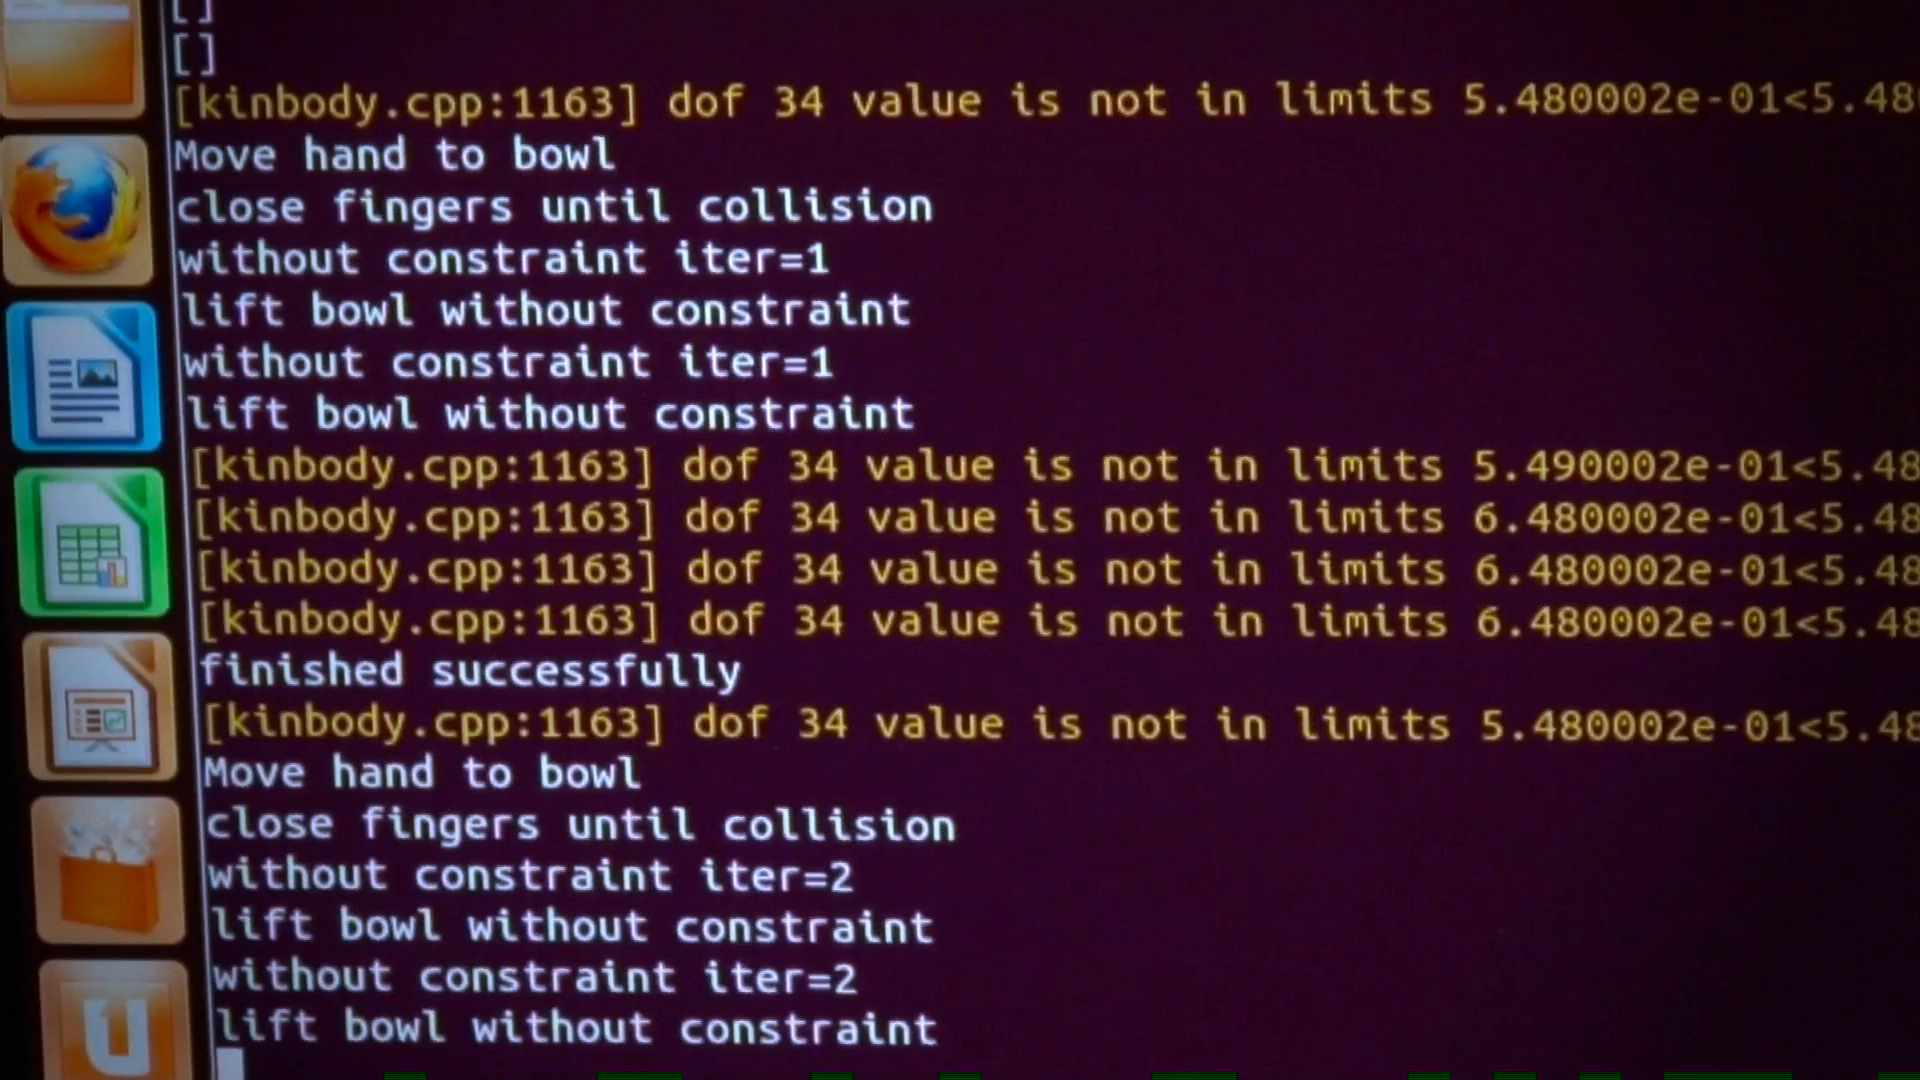 []
[]
[kinbody.cpp:1163] dof 34 value is not in limits 5.480002e-01<5.48
Move hand to bowl
close fingers until collision
without constraint iter=1
lift bowl without constraint
without constraint iter=1
lift bowl without constraint
[kinbody.cpp:1163] dof 34 value is not in limits 5.490002e-01<5.48
[kinbody.cpp:1163] dof 34 value is not in limits 6.480002e-01<5.48
[kinbody.cpp:1163] dof 34 value is not in limits 6.480002e-01<5.48
[kinbody.cpp:1163] dof 34 value is not in limits 6.480002e-01<5.48
finished successfully
[kinbody.cpp:1163] dof 34 value is not in limits 5.480002e-01<5.48
Move hand to bowl
close fingers until collision
without constraint iter=2
lift bowl without constraint
without constraint iter=2
lift bowl without constraint